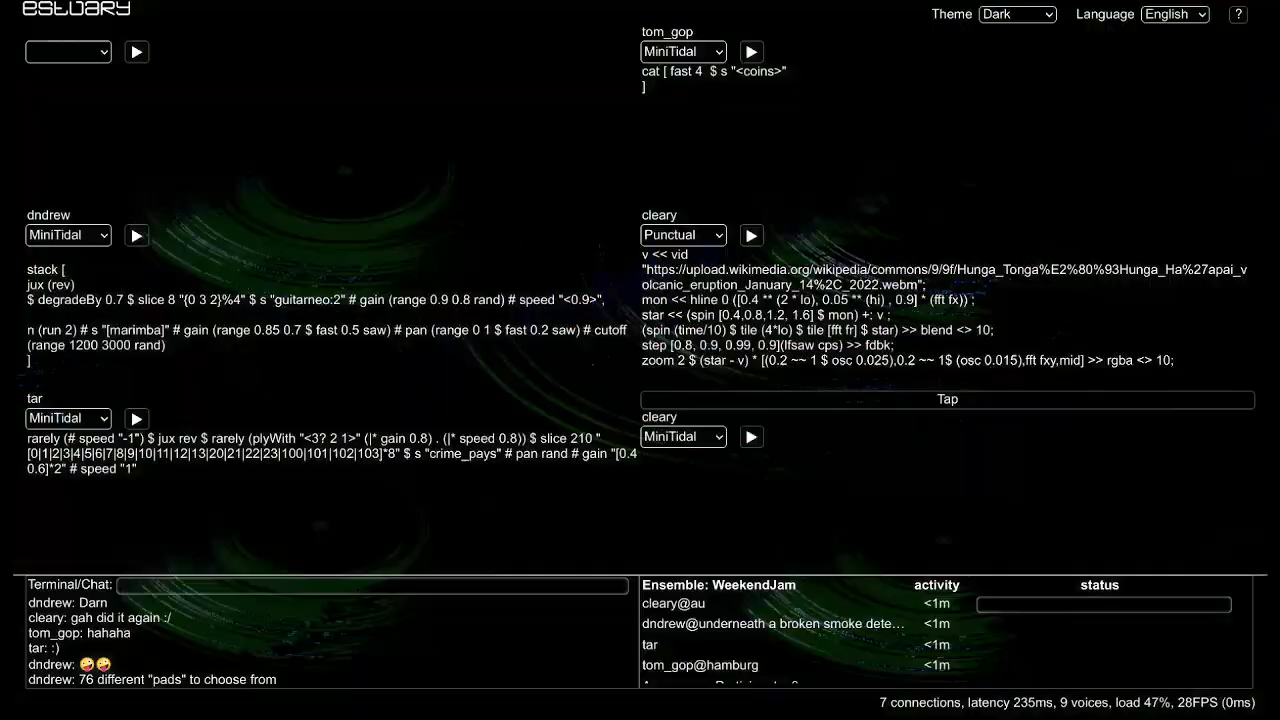 estuary
Theme Dark Language English ?
tom_gop
MiniTidal
cat [ fast 4 $ s "<coins>"
]
dndrew
MiniTidal
stack [
jux (rev)
$ degradeBy 0.7 $ slice 8 "{0 3 2}%4" $ s "guitarneo:2" # gain (range 0.9 0.8 rand) # speed "<0.9>",
n (run 2) # s "[marimba]" # gain (range 0.85 0.7 $ fast 0.5 saw) # pan (range 0 1 $ fast 0.2 saw) # cutoff
(range 1200 3000 rand)
]
cleary
Punctual
v << vid
"https://upload.wikimedia.org/wikipedia/commons/9/9f/Hunga_Tonga%E2%80%93Hunga_Ha%27apai_v
olcanic_eruption_January_14%2C_2022.webm";
mon << hline 0 ([0.4 ** (2 * lo), 0.05 ** (hi) , 0.9] * (fft fx)) ;
star << (spin [0.4,0.8,1.2, 1.6] $ mon) +: v ;
(spin (time/10) $ tile (4*lo) $ tile [fft fr] $ star) >> blend <> 10;
step [0.8, 0.9, 0.99, 0.9](lfsaw cps) >> fdbk;
zoom 2 $ (star - v) * [(0.2 ~~ 1 $ osc 0.025),0.2 ~~ 1$ (osc 0.015),fft fxy,mid] >> rgba <> 10;
tar
MiniTidal
rarely (# speed "-1") $ jux rev $ rarely (plyWith "<3? 2 1>" (|* gain 0.8) . (|* speed 0.8)) $ slice 210 "
[0|1|2|3|4|5|6|7|8|9|10|11|12|13|20|21|22|23|100|101|102|103]*8" $ s "crime_pays" # pan rand # gain "[0.4
0.6]*2" # speed "1"
Tap
cleary
MiniTidal
Terminal/Chat:
dndrew: Darn
cleary: gah did it again :/
tom_gop: hahaha
tar: :)
dndrew: 🤪🤪
dndrew: 76 different "pads" to choose from
Ensemble: WeekendJam activity status
cleary@au <1m
dndrew@underneath a broken smoke dete… <1m
tar <1m
tom_gop@hamburg <1m
7 connections, latency 235ms, 9 voices, load 47%, 28FPS (0ms)